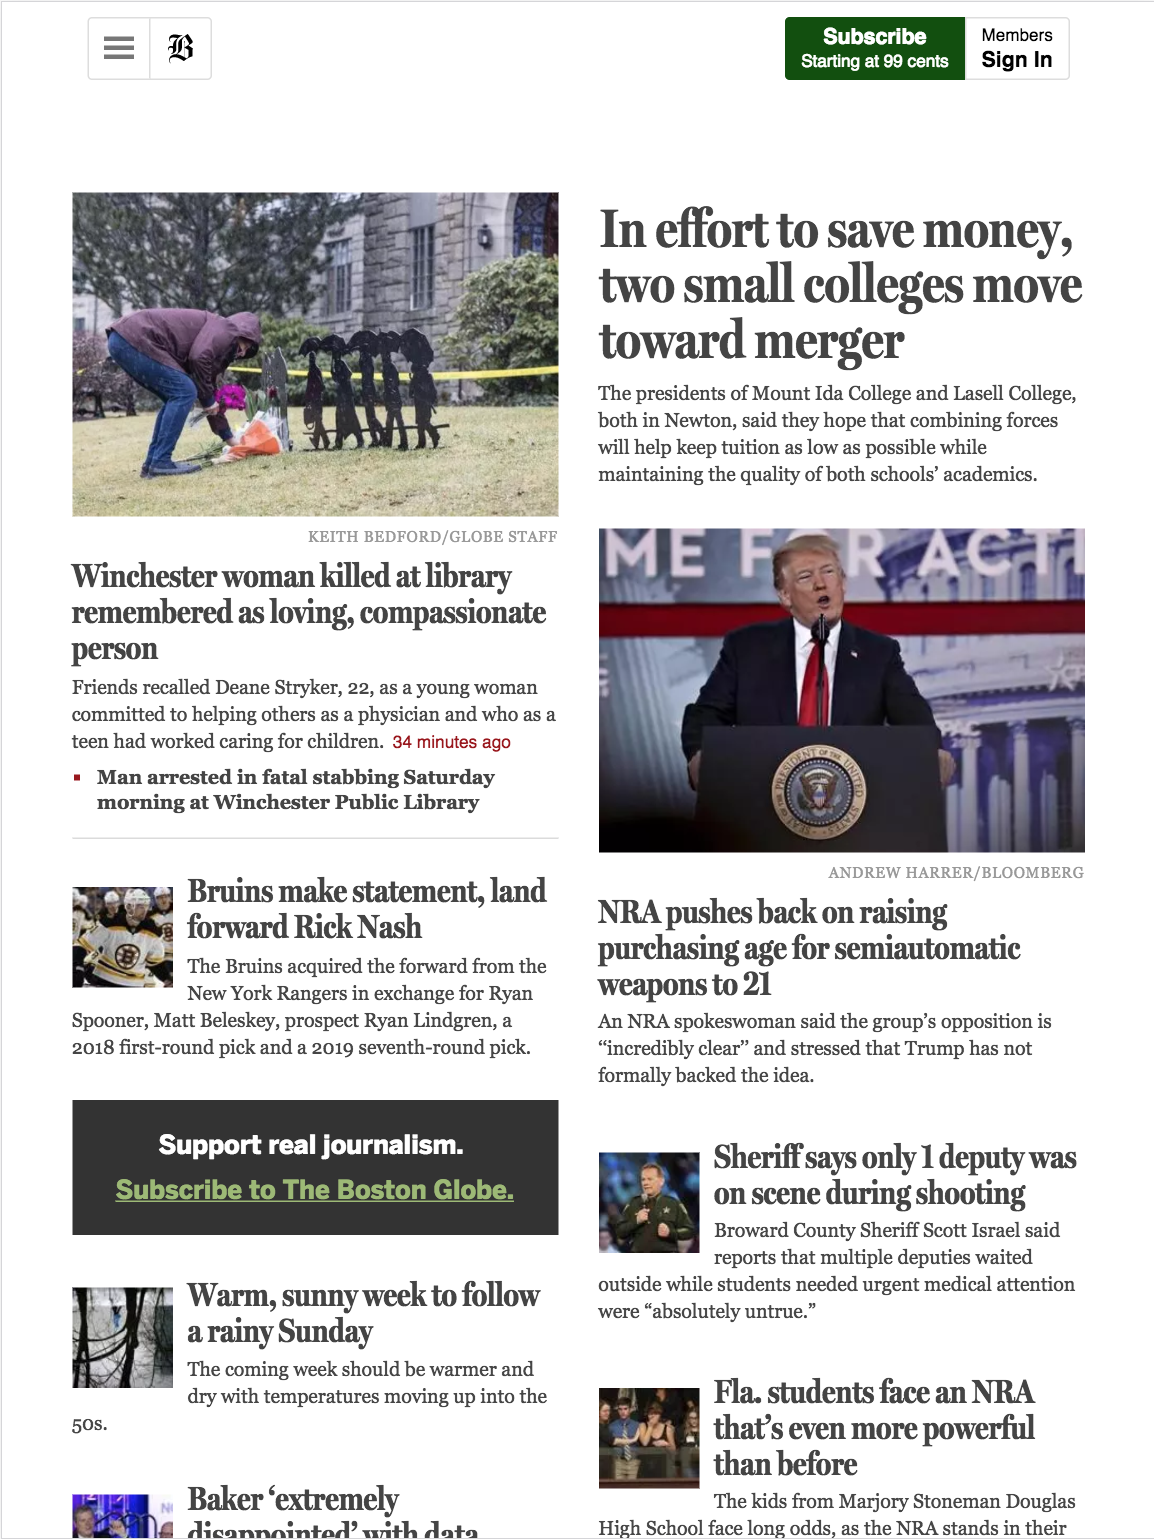 B
Subscribe
Starting at 99 cents
Members
Sign In
KEITH BEDFORD/GLOBE STAFF
Winchester woman killed at library
remembered as loving, compassionate
person
Friends recalled Deane Stryker, 22, as a young woman
committed to helping others as a physician and who as a
teen had worked caring for children. 34 minutes ago
Man arrested in fatal stabbing Saturday
morning at Winchester Public Library
Bruins make statement, land
forward Rick Nash
The Bruins acquired the forward from the
New York Rangers in exchange for Ryan
Spooner, Matt Beleskey, prospect Ryan Lindgren, a
2018 first-round pick and a 2019 seventh-round pick.
Support real journalism.
Subscribe to The Boston Globe.
Warm, sunny week to follow
a rainy Sunday
The coming week should be warmer and
dry with temperatures moving up into the
50s.
Baker ‘extremely
disappointed’ with data
In effort to save money,
two small colleges move
toward merger
The presidents of Mount Ida College and Lasell College,
both in Newton, said they hope that combining forces
will help keep tuition as low as possible while
maintaining the quality of both schools’ academics.
ME FOR ACTI
SEAL OF THE PRESIDENT OF THE UNITED STATES
ANDREW HARRER/BLOOMBERG
NRA pushes back on raising
purchasing age for semiautomatic
weapons to 21
An NRA spokeswoman said the group’s opposition is
“incredibly clear” and stressed that Trump has not
formally backed the idea.
Sheriff says only 1 deputy was
on scene during shooting
Broward County Sheriff Scott Israel said
reports that multiple deputies waited
outside while students needed urgent medical attention
were “absolutely untrue.”
Fla. students face an NRA
that’s even more powerful
than before
The kids from Marjory Stoneman Douglas
High School face long odds, as the NRA stands in their